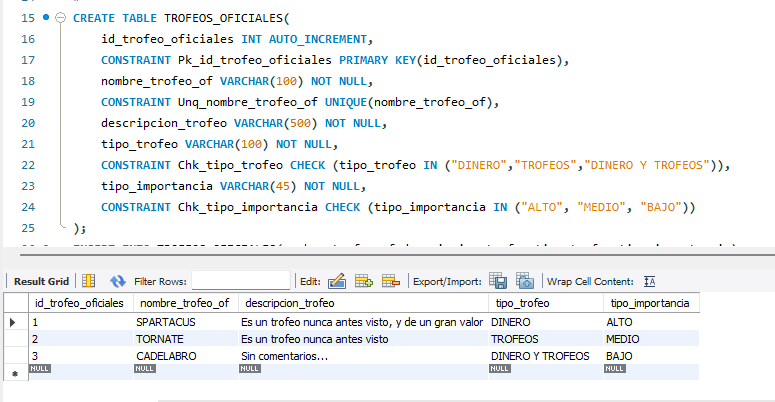 15 CREATE TABLE TROFEOS_OFICIALES(
16 id_trofeo_oficiales INT AUTO_INCREMENT,
17 CONSTRAINT Pk_id_trofeo_oficiales PRIMARY KEY(id_trofeo_oficiales),
18 nombre_trofeo_of VARCHAR(100) NOT NULL,
19 CONSTRAINT Unq_nombre_trofeo_of UNIQUE(nombre_trofeo_of),
20 descripcion_trofeo VARCHAR(500) NOT NULL,
21 tipo_trofeo VARCHAR(100) NOT NULL,
22 CONSTRAINT Chk_tipo_trofeo CHECK (tipo_trofeo IN ("DINERO","TROFEOS","DINERO Y TROFEOS")),
23 tipo_importancia VARCHAR(45) NOT NULL,
24 CONSTRAINT Chk_tipo_importancia CHECK (tipo_importancia IN ("ALTO", "MEDIO", "BAJO"))
25 );
Result Grid Filter Rows: Edit: Export/Import: Wrap Cell Content: IA
id_trofeo_oficiales nombre_trofeo_of descripcion_trofeo tipo_trofeo tipo_importancia
1 SPARTACUS Es un trofeo nunca antes visto, y de un gran valor DINERO ALTO
2 TORNATE Es un trofeo nunca antes visto TROFEOS MEDIO
3 CADELABRO Sin comentarios... DINERO Y TROFEOS BAJO
NULL NULL NULL NULL NULL